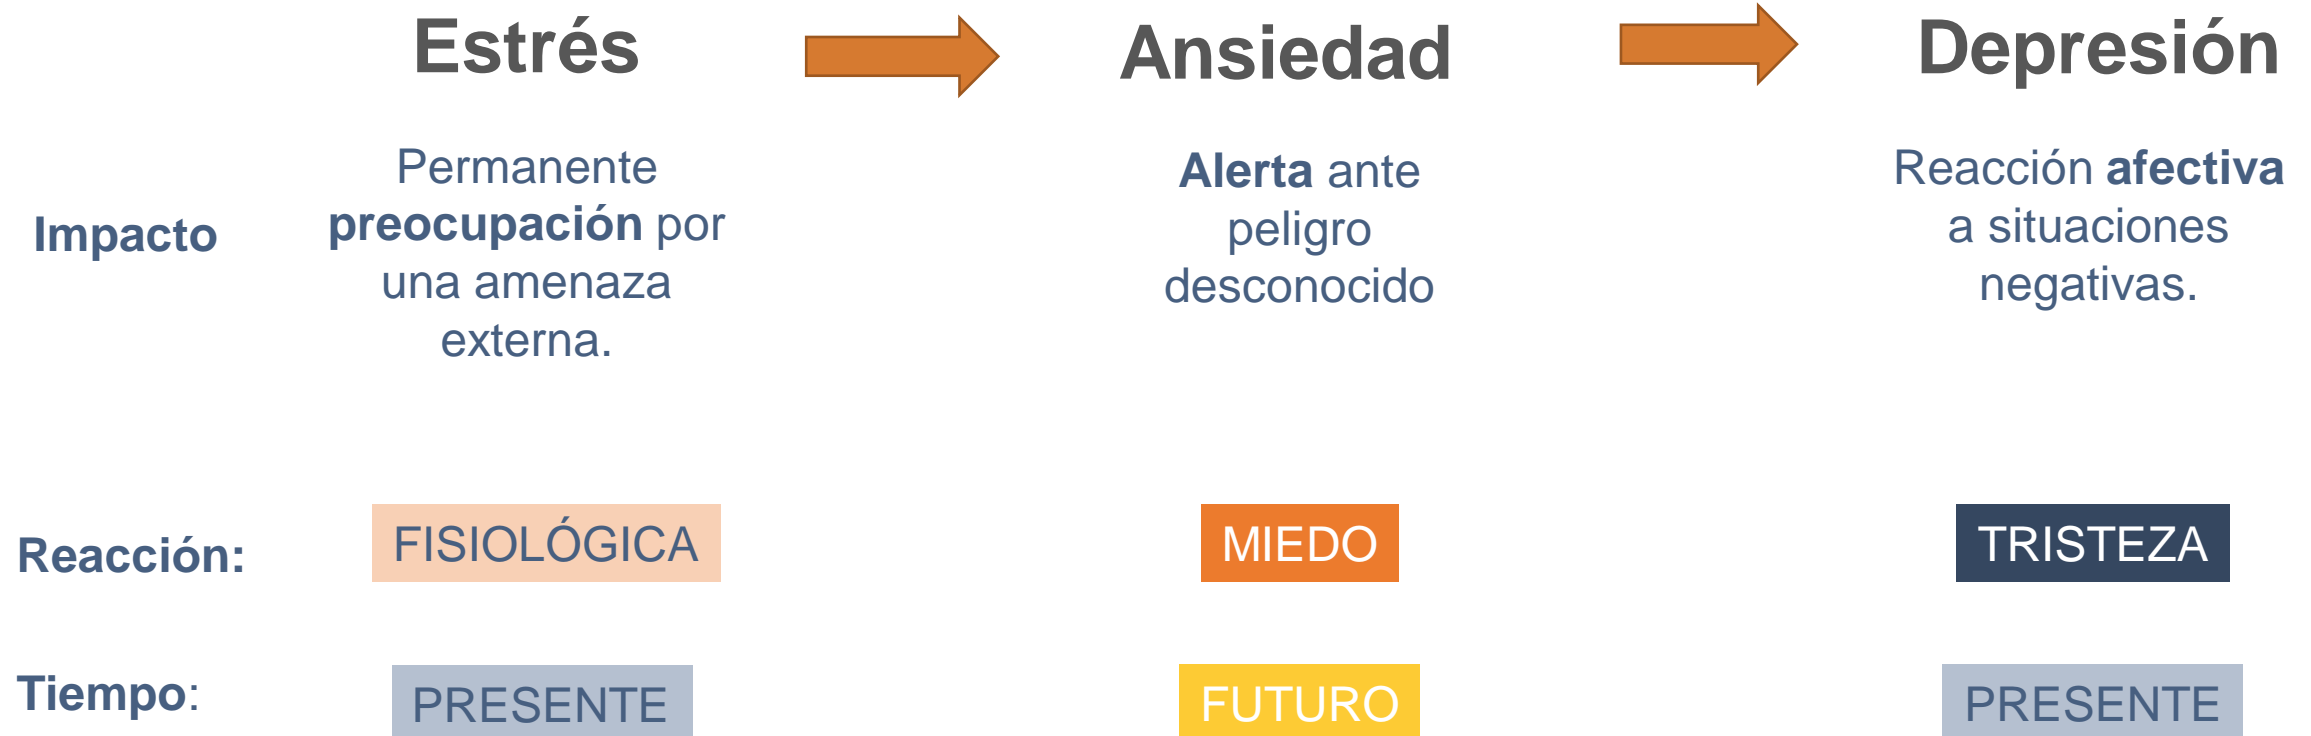 Estrés
Ansiedad
Depresión
Impacto
Permanente
preocupación por
una amenaza
externa.
Alerta ante
peligro
desconocido
Reacción afectiva
a situaciones
negativas.
Reacción:
FISIOLÓGICA
MIEDO
TRISTEZA
Tiempo:
PRESENTE
FUTURO
PRESENTE